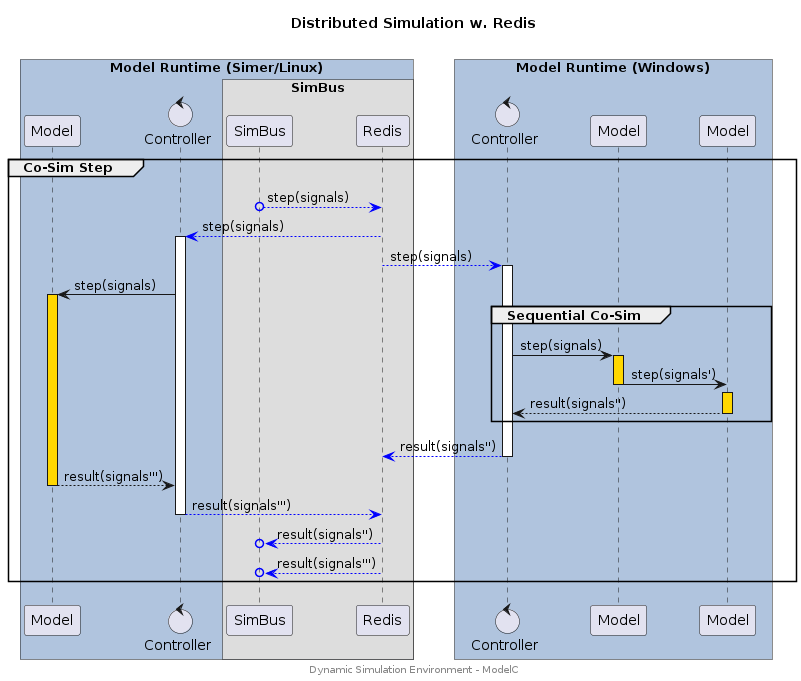 Distributed Simulation w. Redis
Model Runtime (Simer/Linux)
Model Runtime (Windows)
SimBus
Model
Controller
SimBus
Redis
Controller
Model
Model
Co-Sim Step
step(signals)
step(signals)
step(signals)
step(signals)
Sequential Co-Sim
step(signals)
step(signals')
result(signals'')
result(signals'')
result(signals''')
result(signals''')
result(signals'')
result(signals''')
Model
Controller
SimBus
Redis
Controller
Model
Model
Dynamic Simulation Environment - ModelC